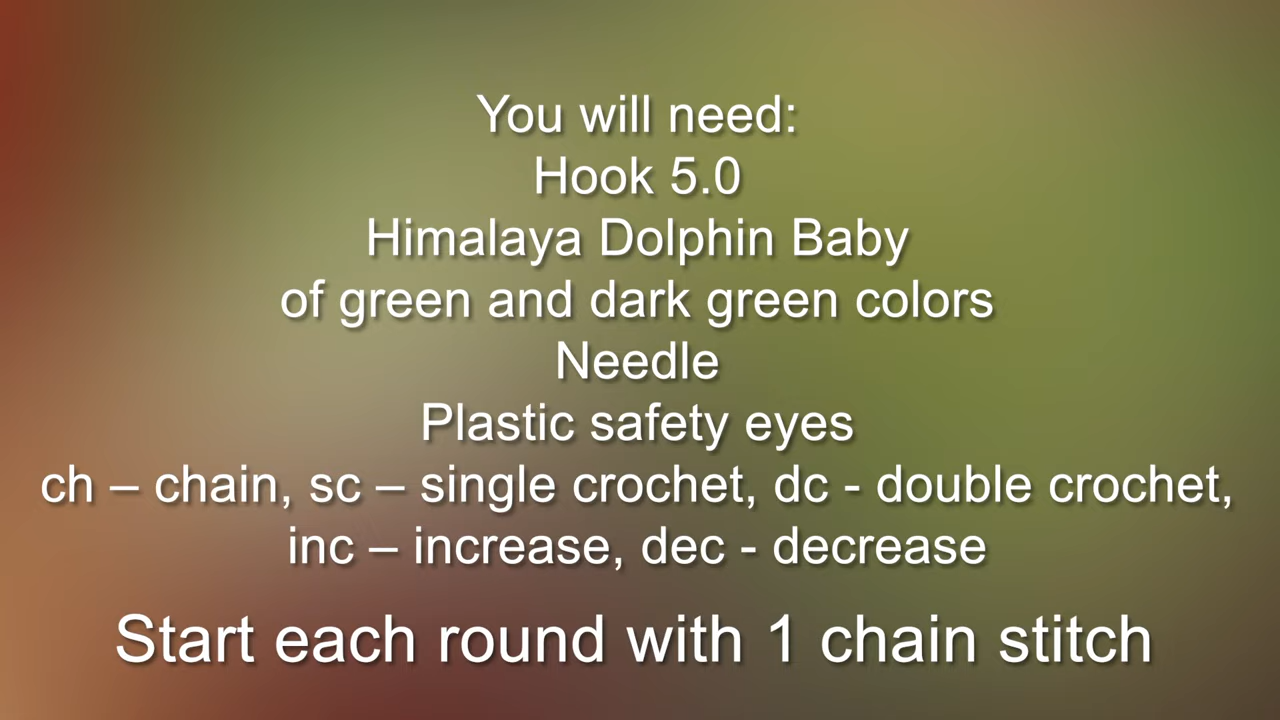 You will need:
Hook 5.0
Himalaya Dolphin Baby
of green and dark green colors
Needle
Plastic safety eyes
ch – chain, sc – single crochet, dc - double crochet,
inc – increase, dec - decrease
Start each round with 1 chain stitch